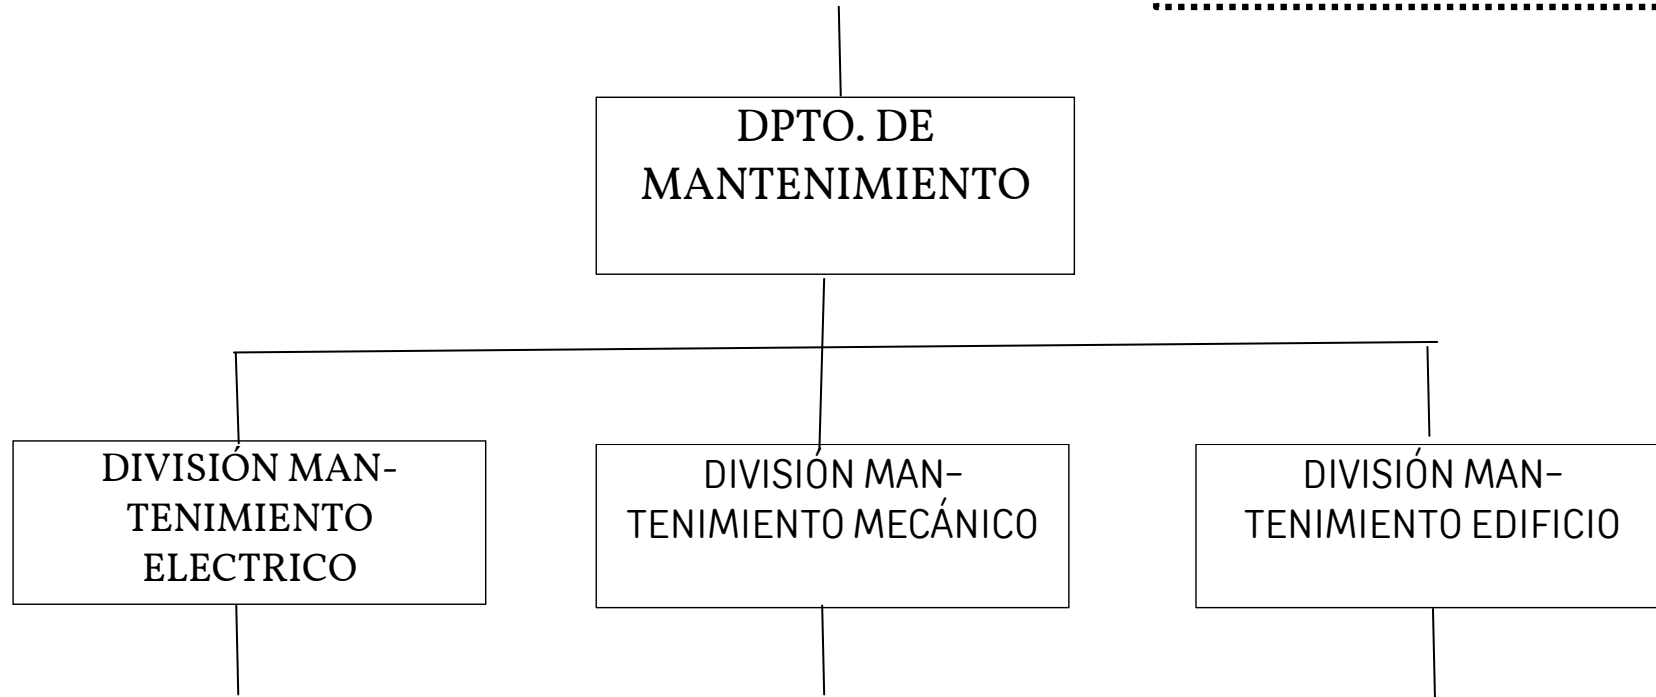 DPTO. DE
MANTENIMIENTO
DIVISIÓN MAN-
TENIMIENTO
ELECTRICO
DIVISIÓN MAN-
TENIMIENTO MECÁNICO
DIVISIÓN MAN-
TENIMIENTO EDIFICIO